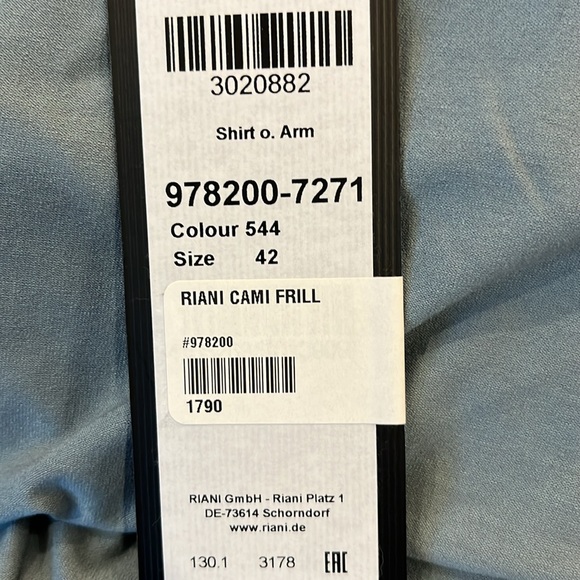 3020882
Shirt o. Arm
978200-7271
Colour 544
Size 42
RIANI CAMI FRILL
#978200
1790
RIANI GmbH - Riani Platz 1
DE-73614 Schorndorf
www.riani.de
130.1 3178 EAC